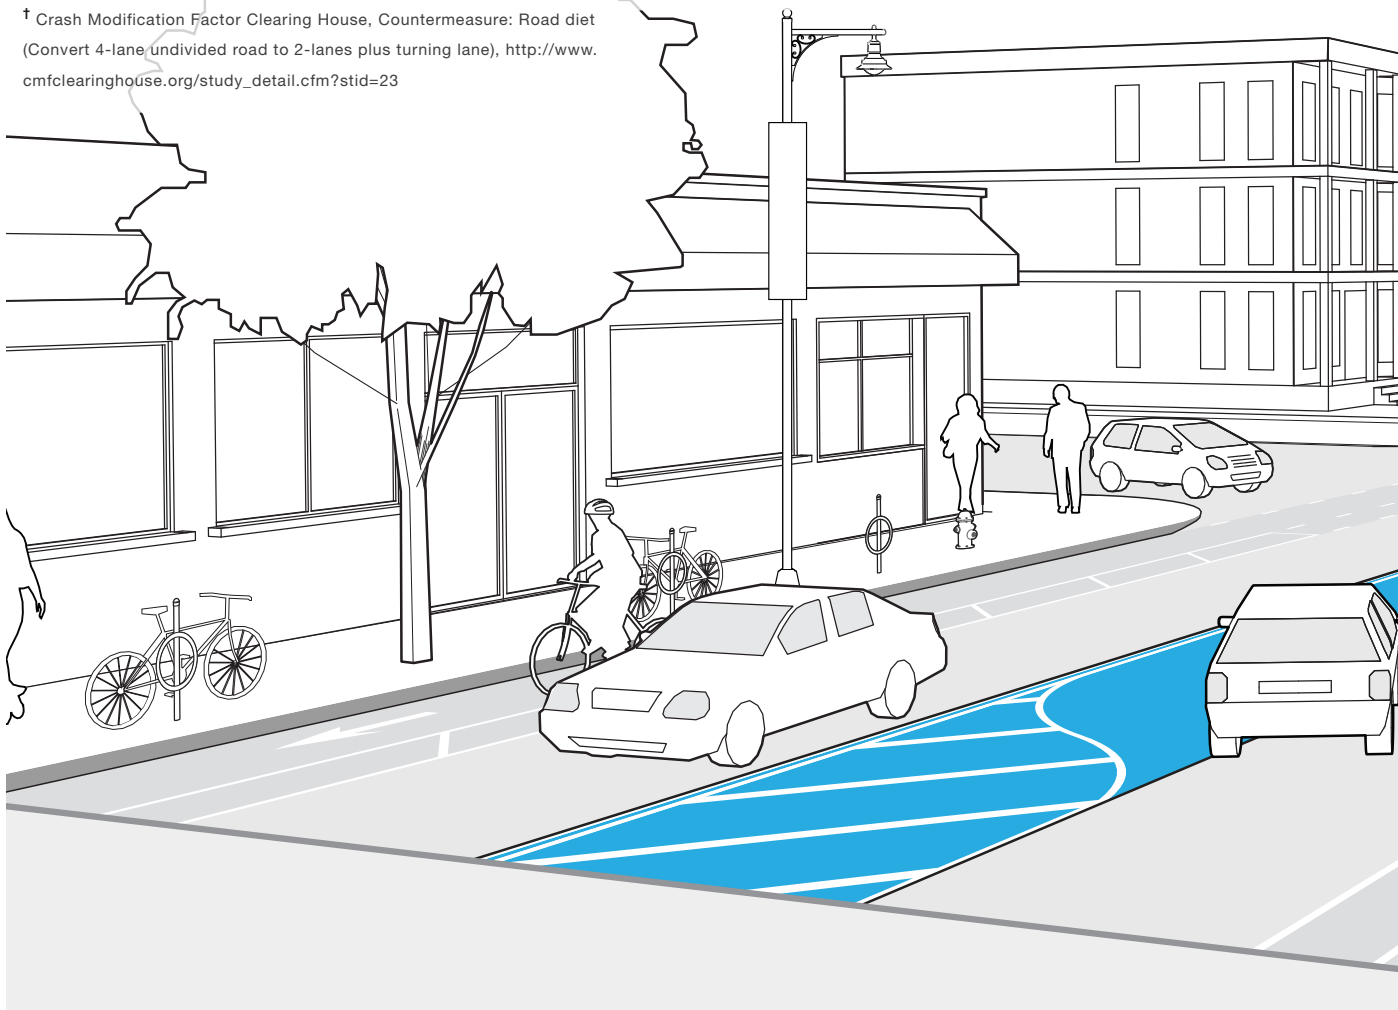 † Crash Modification Factor Clearing House, Countermeasure: Road diet
(Convert 4-lane undivided road to 2-lanes plus turning lane), http://www.
cmfclearinghouse.org/study_detail.cfm?stid=23